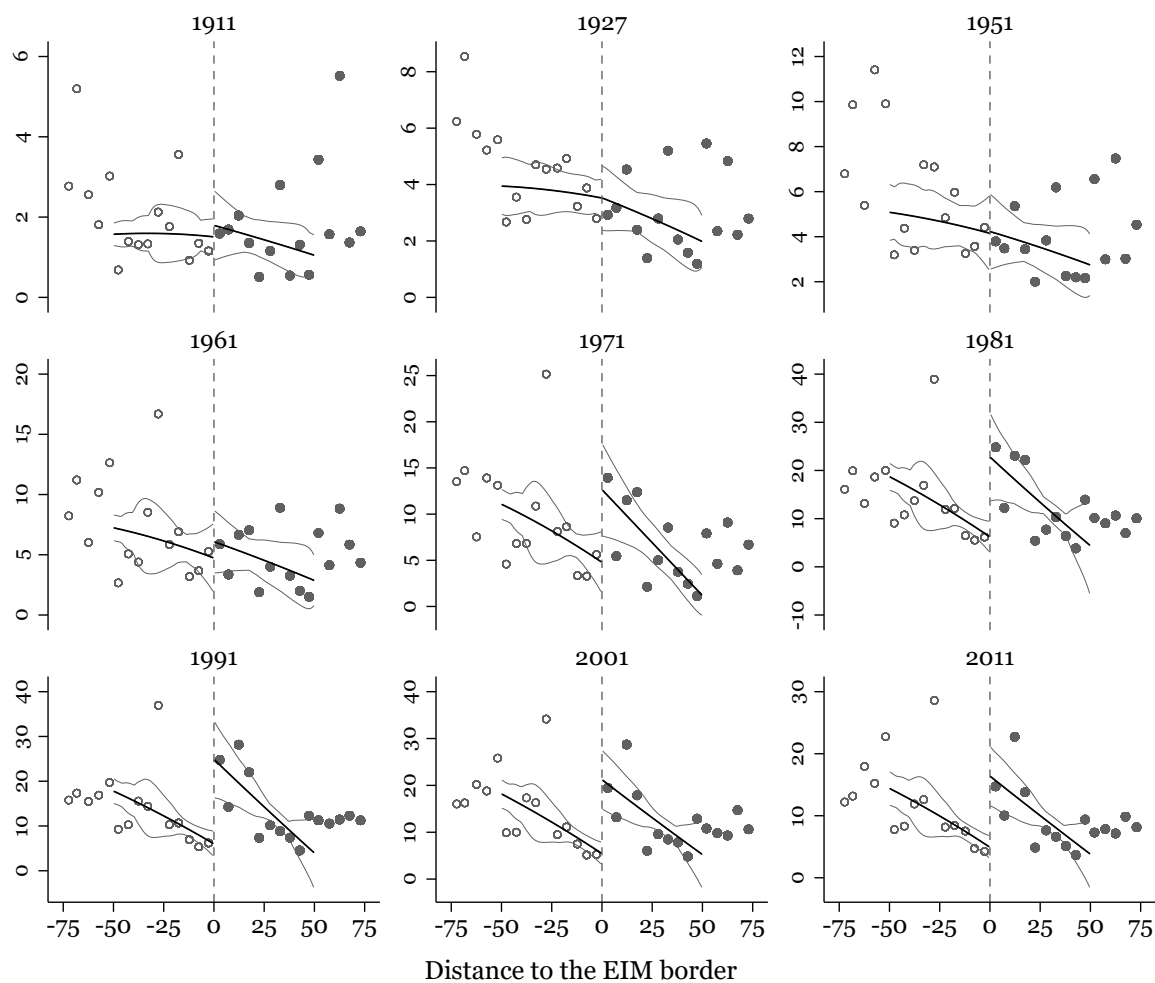 1911 1927 1951
6 4 2 0
8 6 4 2 0
12 10 8 6 4 2
1961 1971 1981
20 15 10 5 0
25 20 15 10 5 0
40 30 20 10 0 -10
1991 2001 2011
40 30 20 10 0
40 30 20 10 0
30 20 10 0
-75 -50 -25 0 25 50 75 -75 -50 -25 0 25 50 75 -75 -50 -25 0 25 50 75
Distance to the EIM border